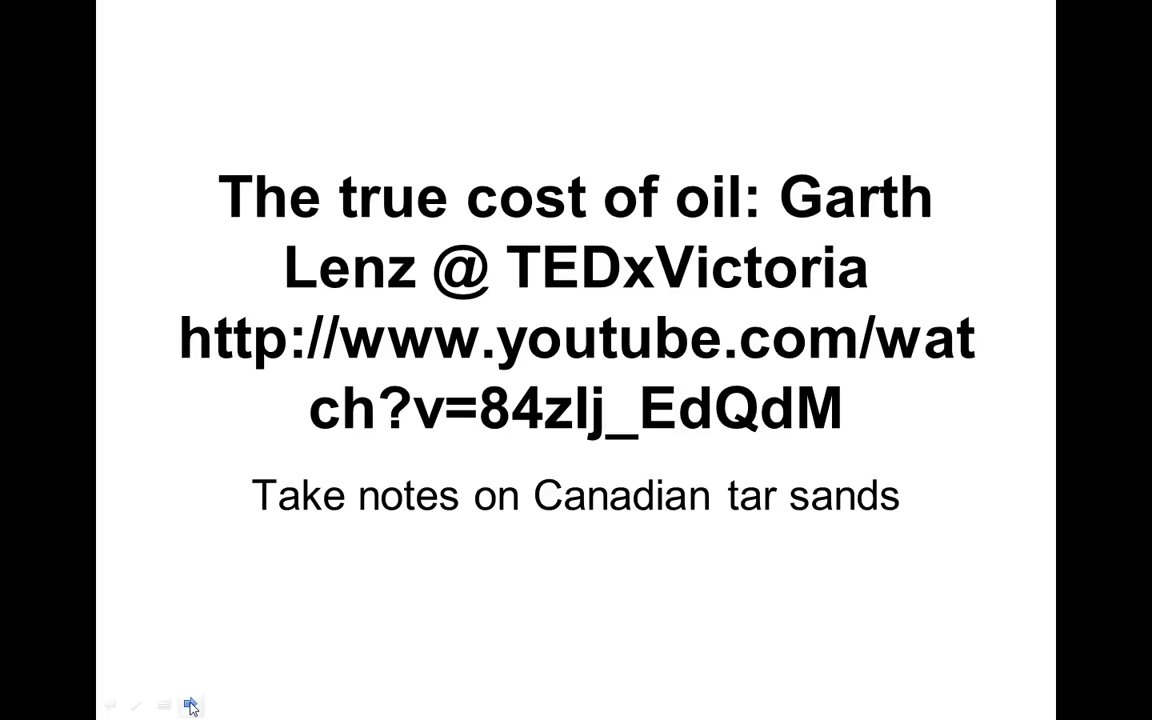 The true cost of oil: Garth
Lenz @ TEDxVictoria
http://www.youtube.com/wat
ch?v=84zIj_EdQdM
Take notes on Canadian tar sands